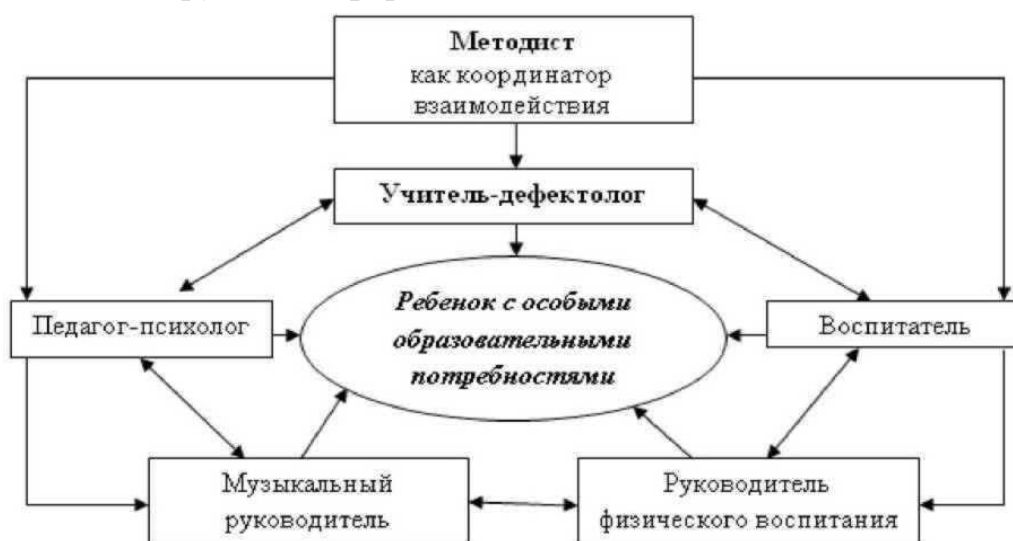 Методист
как координатор
взаимодействия
Учитель-дефектолог
Ребенок с особыми
образовательными
потребностями
Педагог-психолог
Воспитатель
Музыкальный
руководитель
Руководитель
физического воспитания